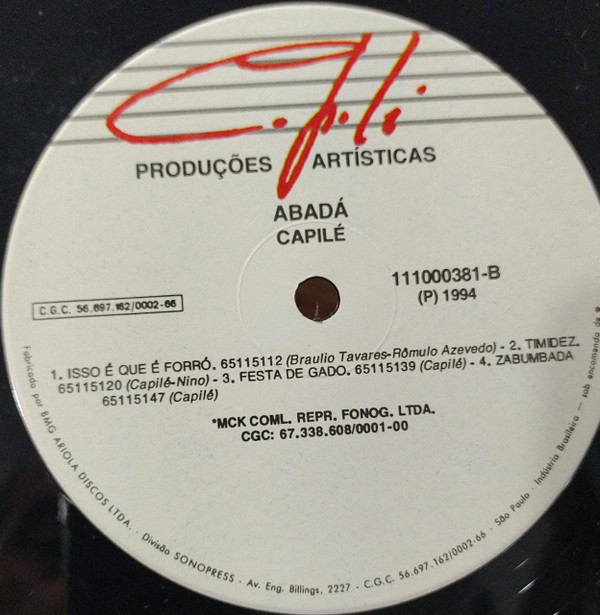 Capilé
PRODUÇÕES ARTÍSTICAS
ABADÁ
CAPILÉ
111000381-B
(P) 1994
C.G.C. 56.697.162/0002-66
1. ISSO É QUE É FORRÓ. 65115112 (Braulio Tavares-Rômulo Azevedo) - 2. TIMIDEZ.
65115120 (Capilé-Nino) - 3. FESTA DE GADO. 65115139 (Capilé) - 4. ZABUMBADA
65115147 (Capilé)
*MCK COML. REPR. FONOG. LTDA.
CGC: 67.338.608/0001-00
Fabricado por BMG ARIOLA DISCOS LTDA. - Divisão SONOPRESS - Av. Eng. Billings, 2227 - C.G.C. 56.697.162/0002-66 - São Paulo - Indústria Brasileira — sob encomenda de